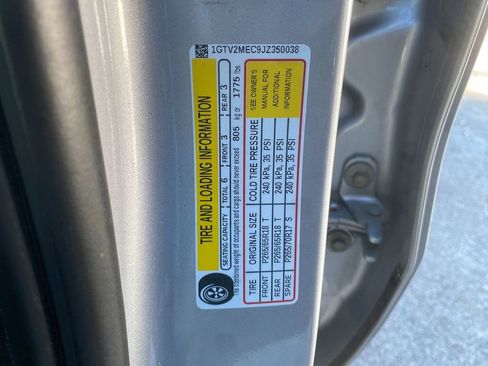 1GTV2MEC9JZ350038
TIRE AND LOADING INFORMATION
SEATING CAPACITY TOTAL 6 FRONT 3 REAR 3
The combined weight of occupants and cargo should never exceed 805 kg or 1775 lbs
TIRE ORIGINAL SIZE COLD TIRE PRESSURE
FRONT P265/65R18 T 240 kPa, 35 PSI
REAR P265/65R18 T 240 kPa, 35 PSI
SPARE P265/70R17 S 240 kPa, 35 PSI
SEE OWNER'S
MANUAL FOR
ADDITIONAL
INFORMATION